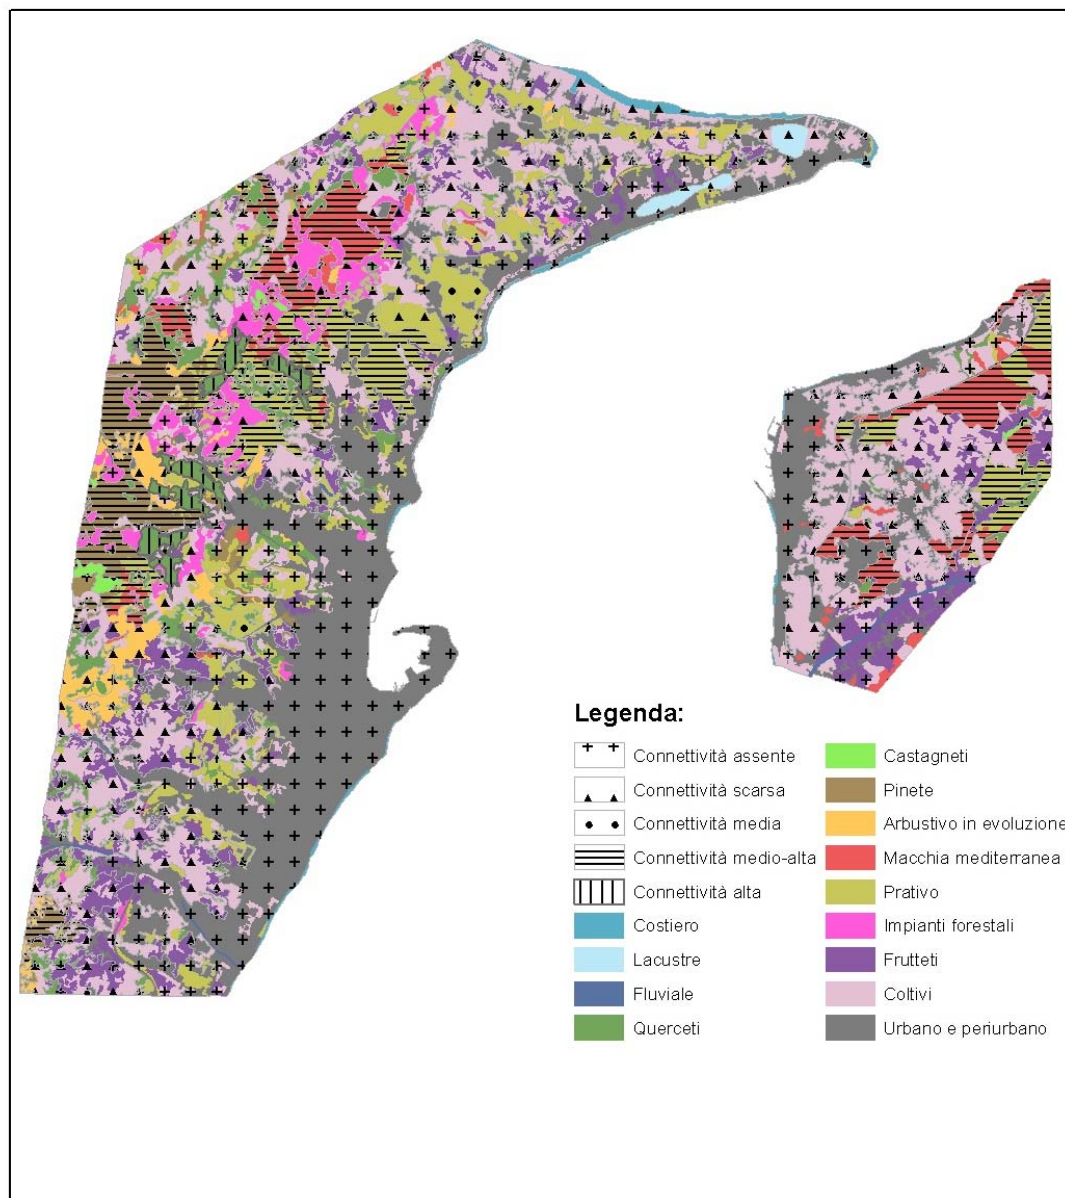 Legenda:
Connettività assente
Connettività scarsa
Connettività media
Connettività medio-alta
Connettività alta
Costiero
Lacustre
Fluviale
Querceti
Castagneti
Pinete
Arbustivo in evoluzione
Macchia mediterranea
Prativo
Impianti forestali
Frutteti
Coltivi
Urbano e periurbano